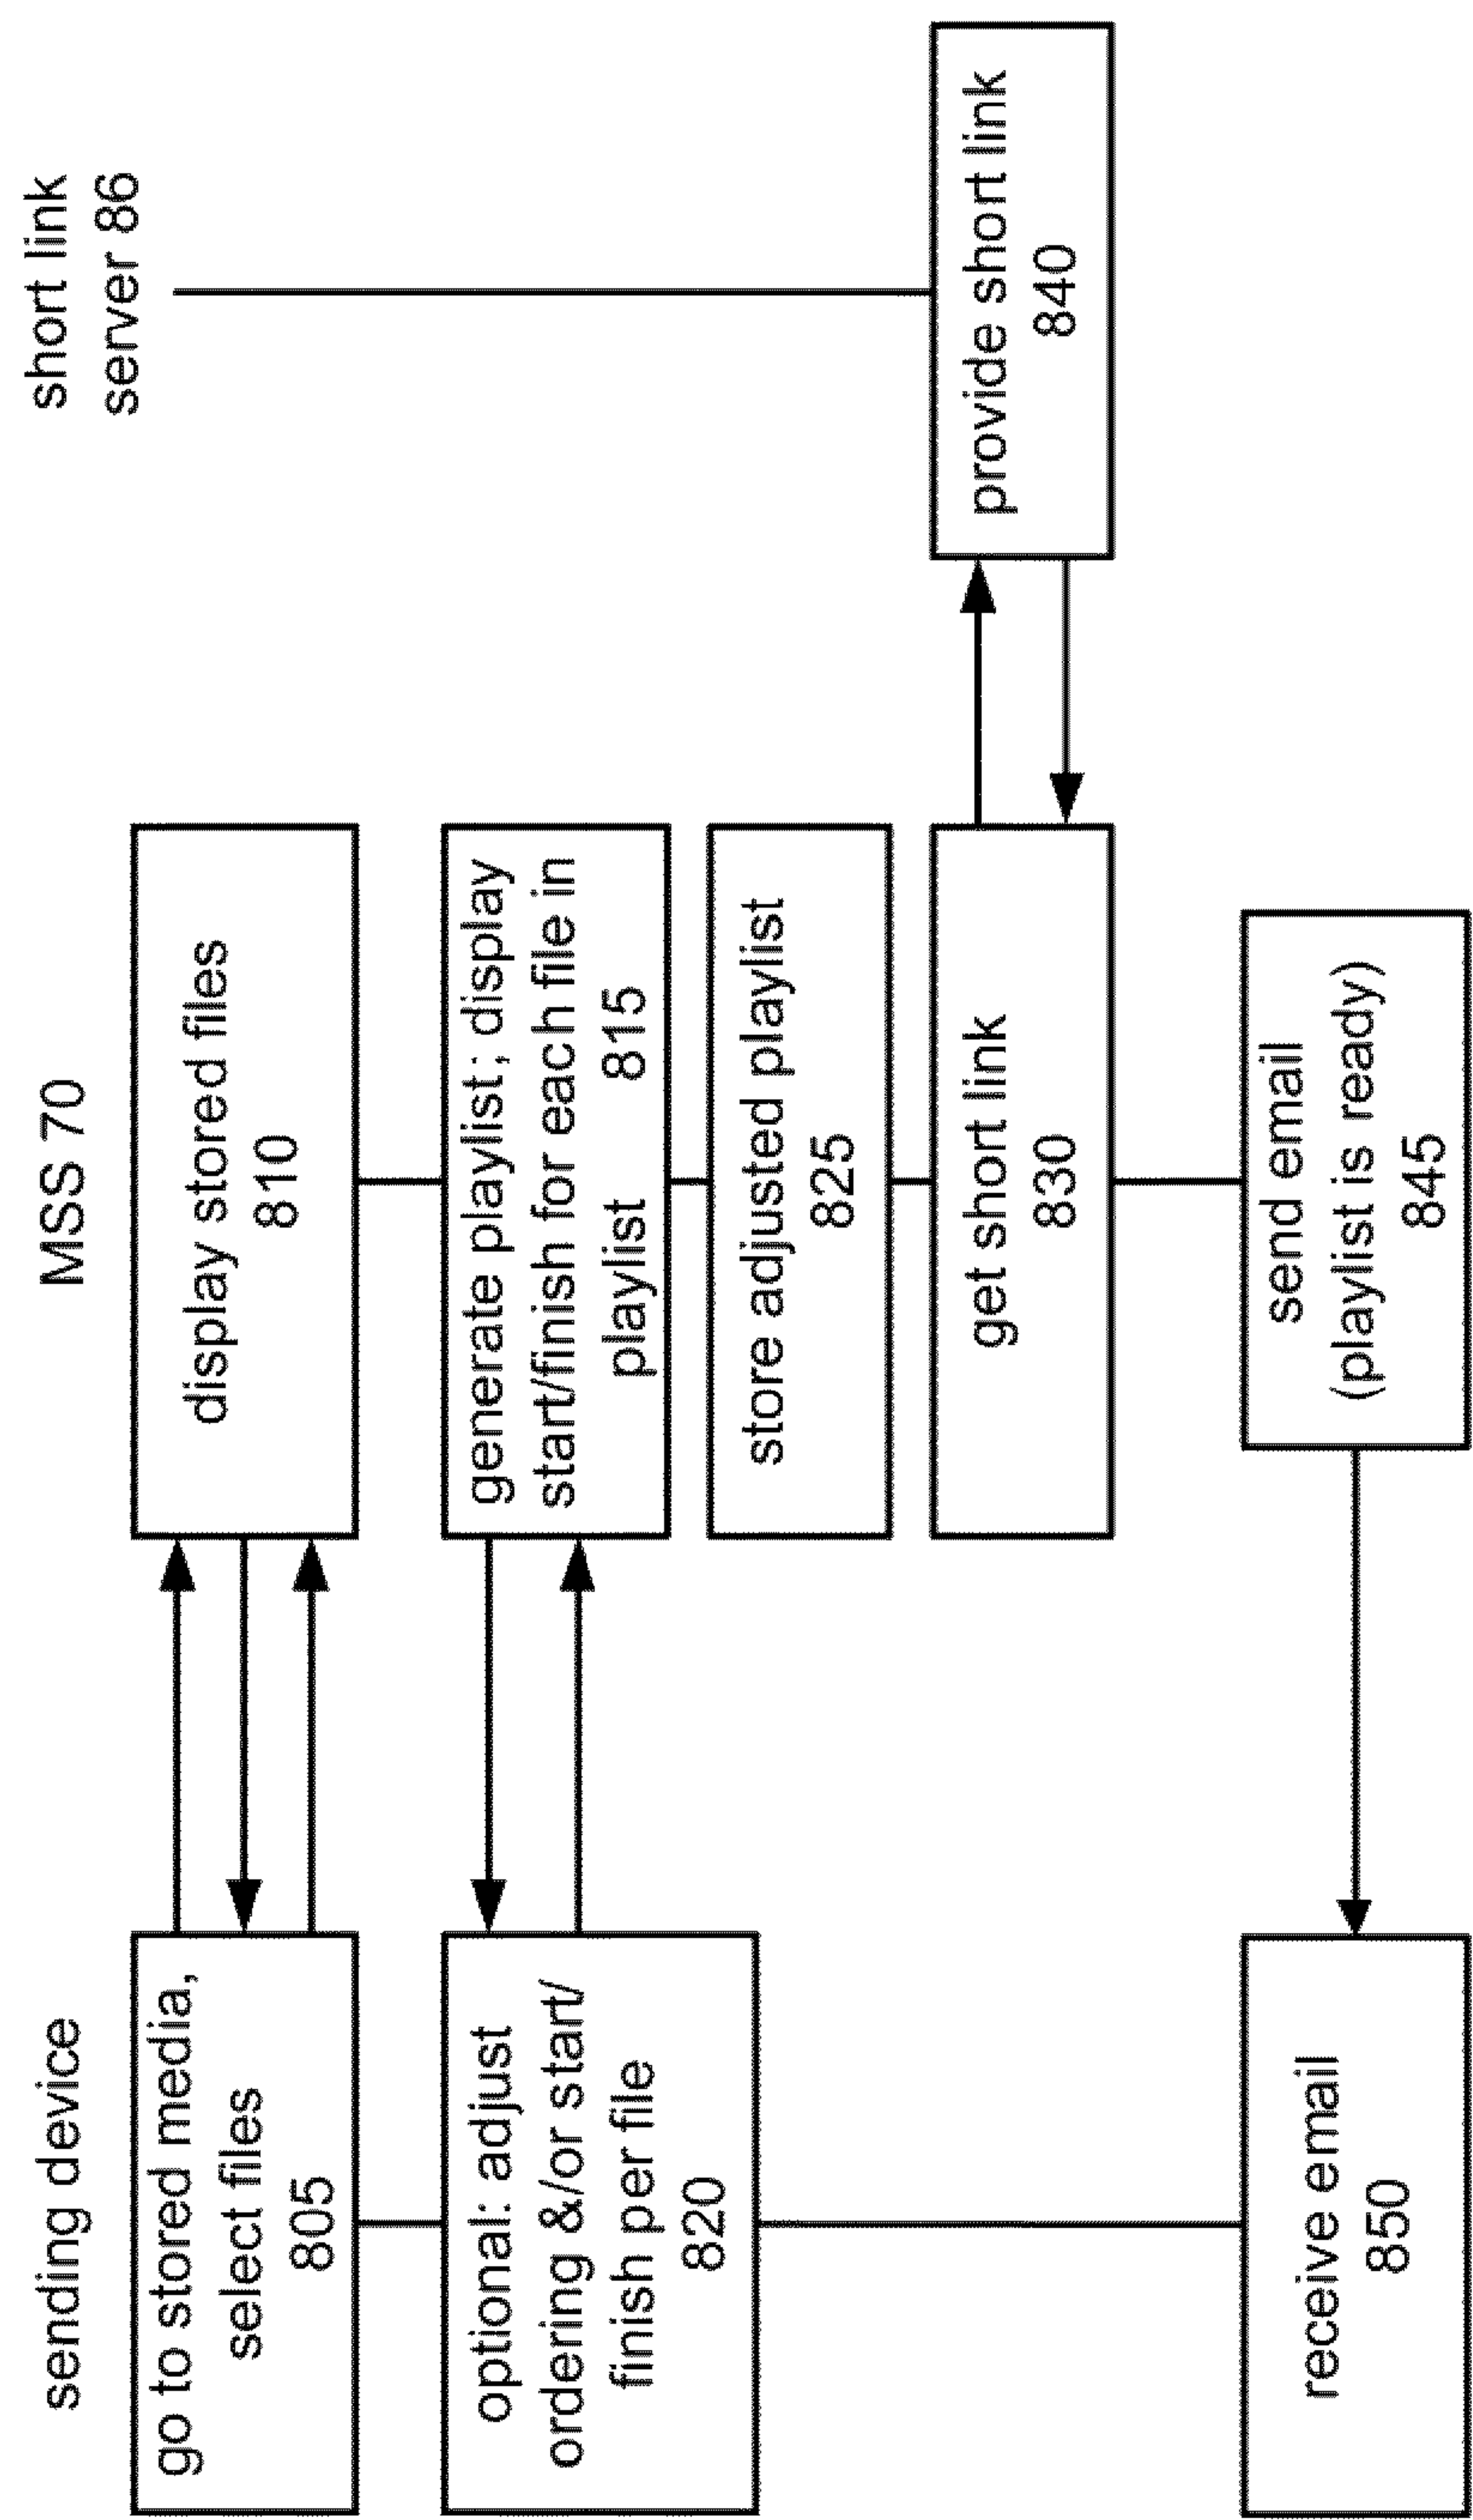 sending device
MSS 70
short link
server 86
go to stored media,
select files
805
display stored files
810
generate playlist; display
start/finish for each file in
playlist 815
optional: adjust
ordering &/or start/
finish per file
820
store adjusted playlist
825
get short link
830
provide short link
840
send email
(playlist is ready)
845
receive email
850